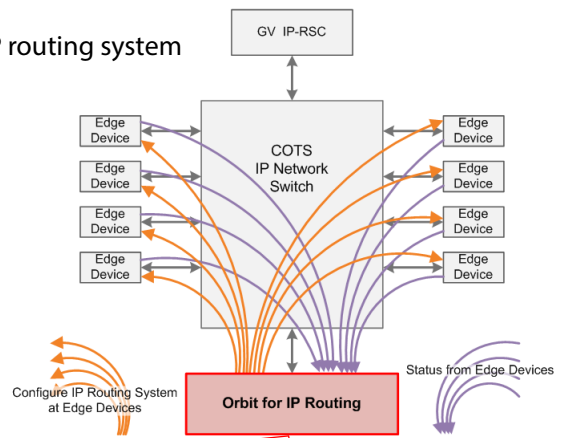 GV IP-RSC
P routing system
Edge
Device
Edge
Device
COTS
IP Network
Switch
Edge
Device
Edge
Device
Edge
Device
Edge
Device
Edge
Device
Edge
Device
Configure IP Routing System
at Edge Devices
Orbit for IP Routing
Status from Edge Devices